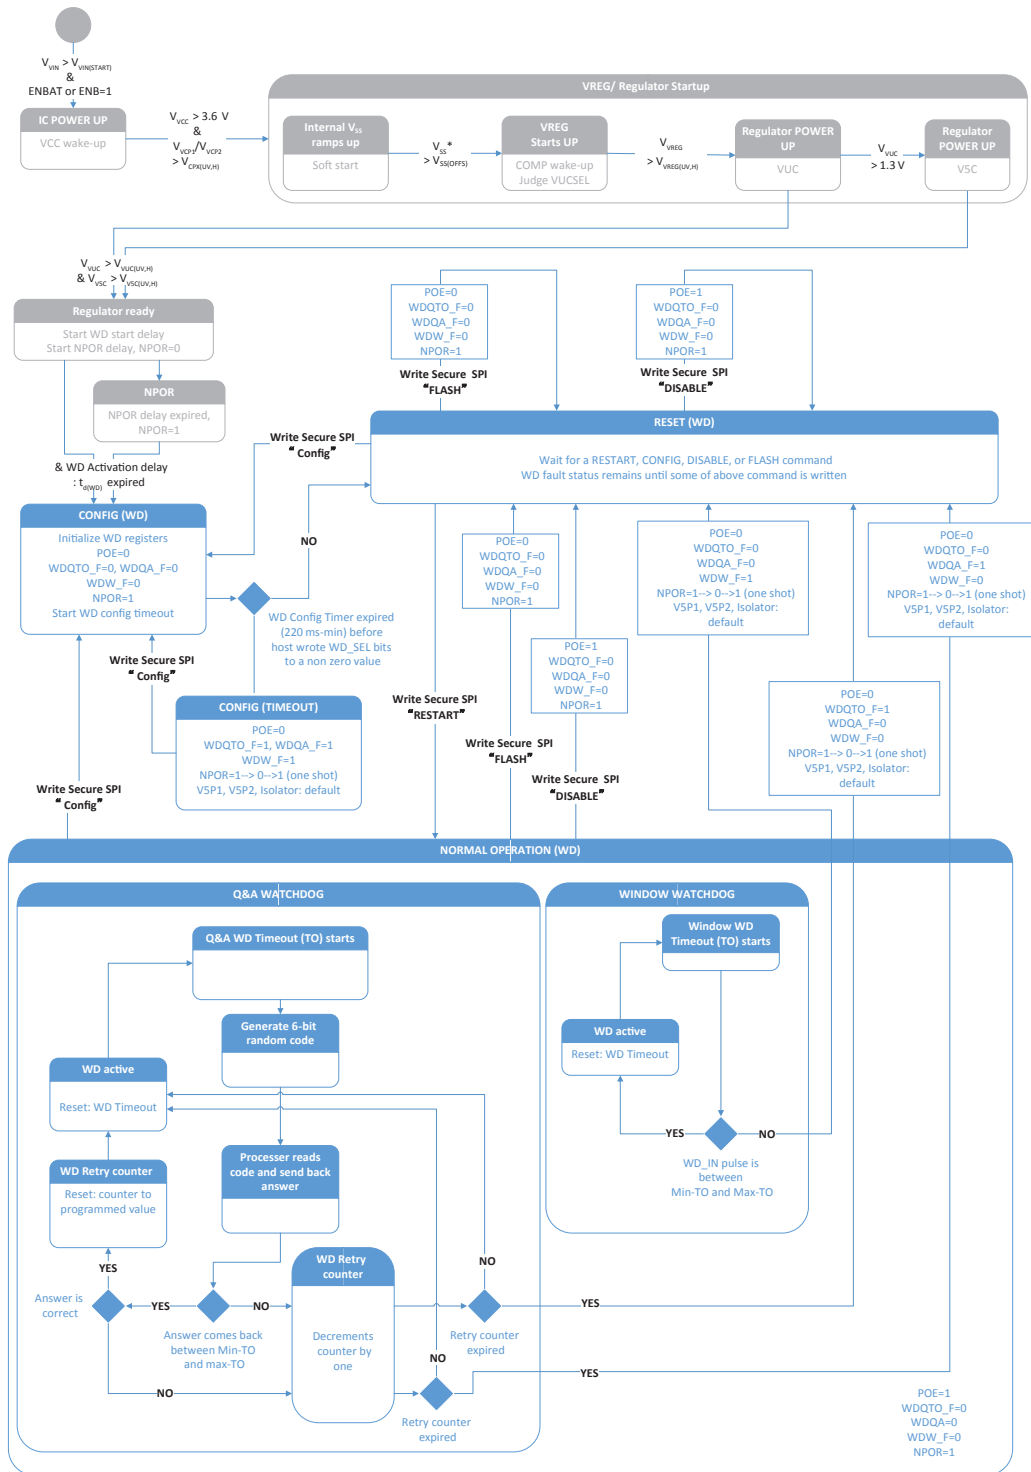 V_VIN > V_VIN(START)
&
ENBAT or ENB=1
IC POWER UP
VCC wake-up
V_VCC > 3.6 V
&
V_VCP1/V_VCP2
> V_CPX(UV,H)
VREG/ Regulator Startup
Internal V_SS
ramps up
Soft start
V_SS *
> V_SS(OFFS)
VREG
Starts UP
COMP wake-up
Judge VUCSEL
V_VREG
> V_VREG(UV,H)
Regulator POWER
UP
VUC
V_VUC
> 1.3 V
Regulator
POWER UP
V5C
V_VUC > V_VUC(UV,H)
& V_V5C > V_V5C(UV,H)
Regulator ready
Start WD start delay
Start NPOR delay, NPOR=0
NPOR
NPOR delay expired,
NPOR=1
& WD Activation delay
: t_d(WD) expired
POE=0
WDQTO_F=0
WDQA_F=0
WDW_F=0
NPOR=1
Write Secure SPI
“FLASH”
POE=1
WDQTO_F=0
WDQA_F=0
WDW_F=0
NPOR=1
Write Secure SPI
“DISABLE”
RESET (WD)
Wait for a RESTART, CONFIG, DISABLE, or FLASH command
WD fault status remains until some of above command is written
Write Secure SPI
“ Config”
CONFIG (WD)
Initialize WD registers
POE=0
WDQTO_F=0, WDQA_F=0
WDW_F=0
NPOR=1
Start WD config timeout
NO
WD Config Timer expired
(220 ms-min) before
host wrote WD_SEL bits
to a non zero value
Write Secure SPI
“Config”
CONFIG (TIMEOUT)
POE=0
WDQTO_F=1, WDQA_F=1
WDW_F=1
NPOR=1--> 0-->1 (one shot)
V5P1, V5P2, Isolator: default
Write Secure SPI
“ Config”
Write Secure SPI
“RESTART”
POE=0
WDQTO_F=0
WDQA_F=0
WDW_F=0
NPOR=1
Write Secure SPI
“FLASH”
POE=1
WDQTO_F=0
WDQA_F=0
WDW_F=0
NPOR=1
Write Secure SPI
“DISABLE”
POE=0
WDQTO_F=0
WDQA_F=0
WDW_F=1
NPOR=1--> 0-->1 (one shot)
V5P1, V5P2, Isolator:
default
POE=0
WDQTO_F=1
WDQA_F=0
WDW_F=0
NPOR=1--> 0-->1 (one shot)
V5P1, V5P2, Isolator:
default
POE=0
WDQTO_F=0
WDQA_F=1
WDW_F=0
NPOR=1--> 0-->1 (one shot)
V5P1, V5P2, Isolator:
default
NORMAL OPERATION (WD)
Q&A WATCHDOG
Q&A WD Timeout (TO) starts
Generate 6-bit
random code
WD active
Reset: WD Timeout
Processer reads
code and send back
answer
WD Retry counter
Reset: counter to
programmed value
YES
Answer is
correct
YES
Answer comes back
between Min-TO
and max-TO
NO
NO
WD Retry
counter
Decrements
counter by
one
NO
Retry counter
expired
YES
NO
Retry counter
expired
YES
WINDOW WATCHDOG
Window WD
Timeout (TO) starts
WD active
Reset: WD Timeout
YES
NO
WD_IN pulse is
between
Min-TO and Max-TO
POE=1
WDQTO_F=0
WDQA=0
WDW_F=0
NPOR=1